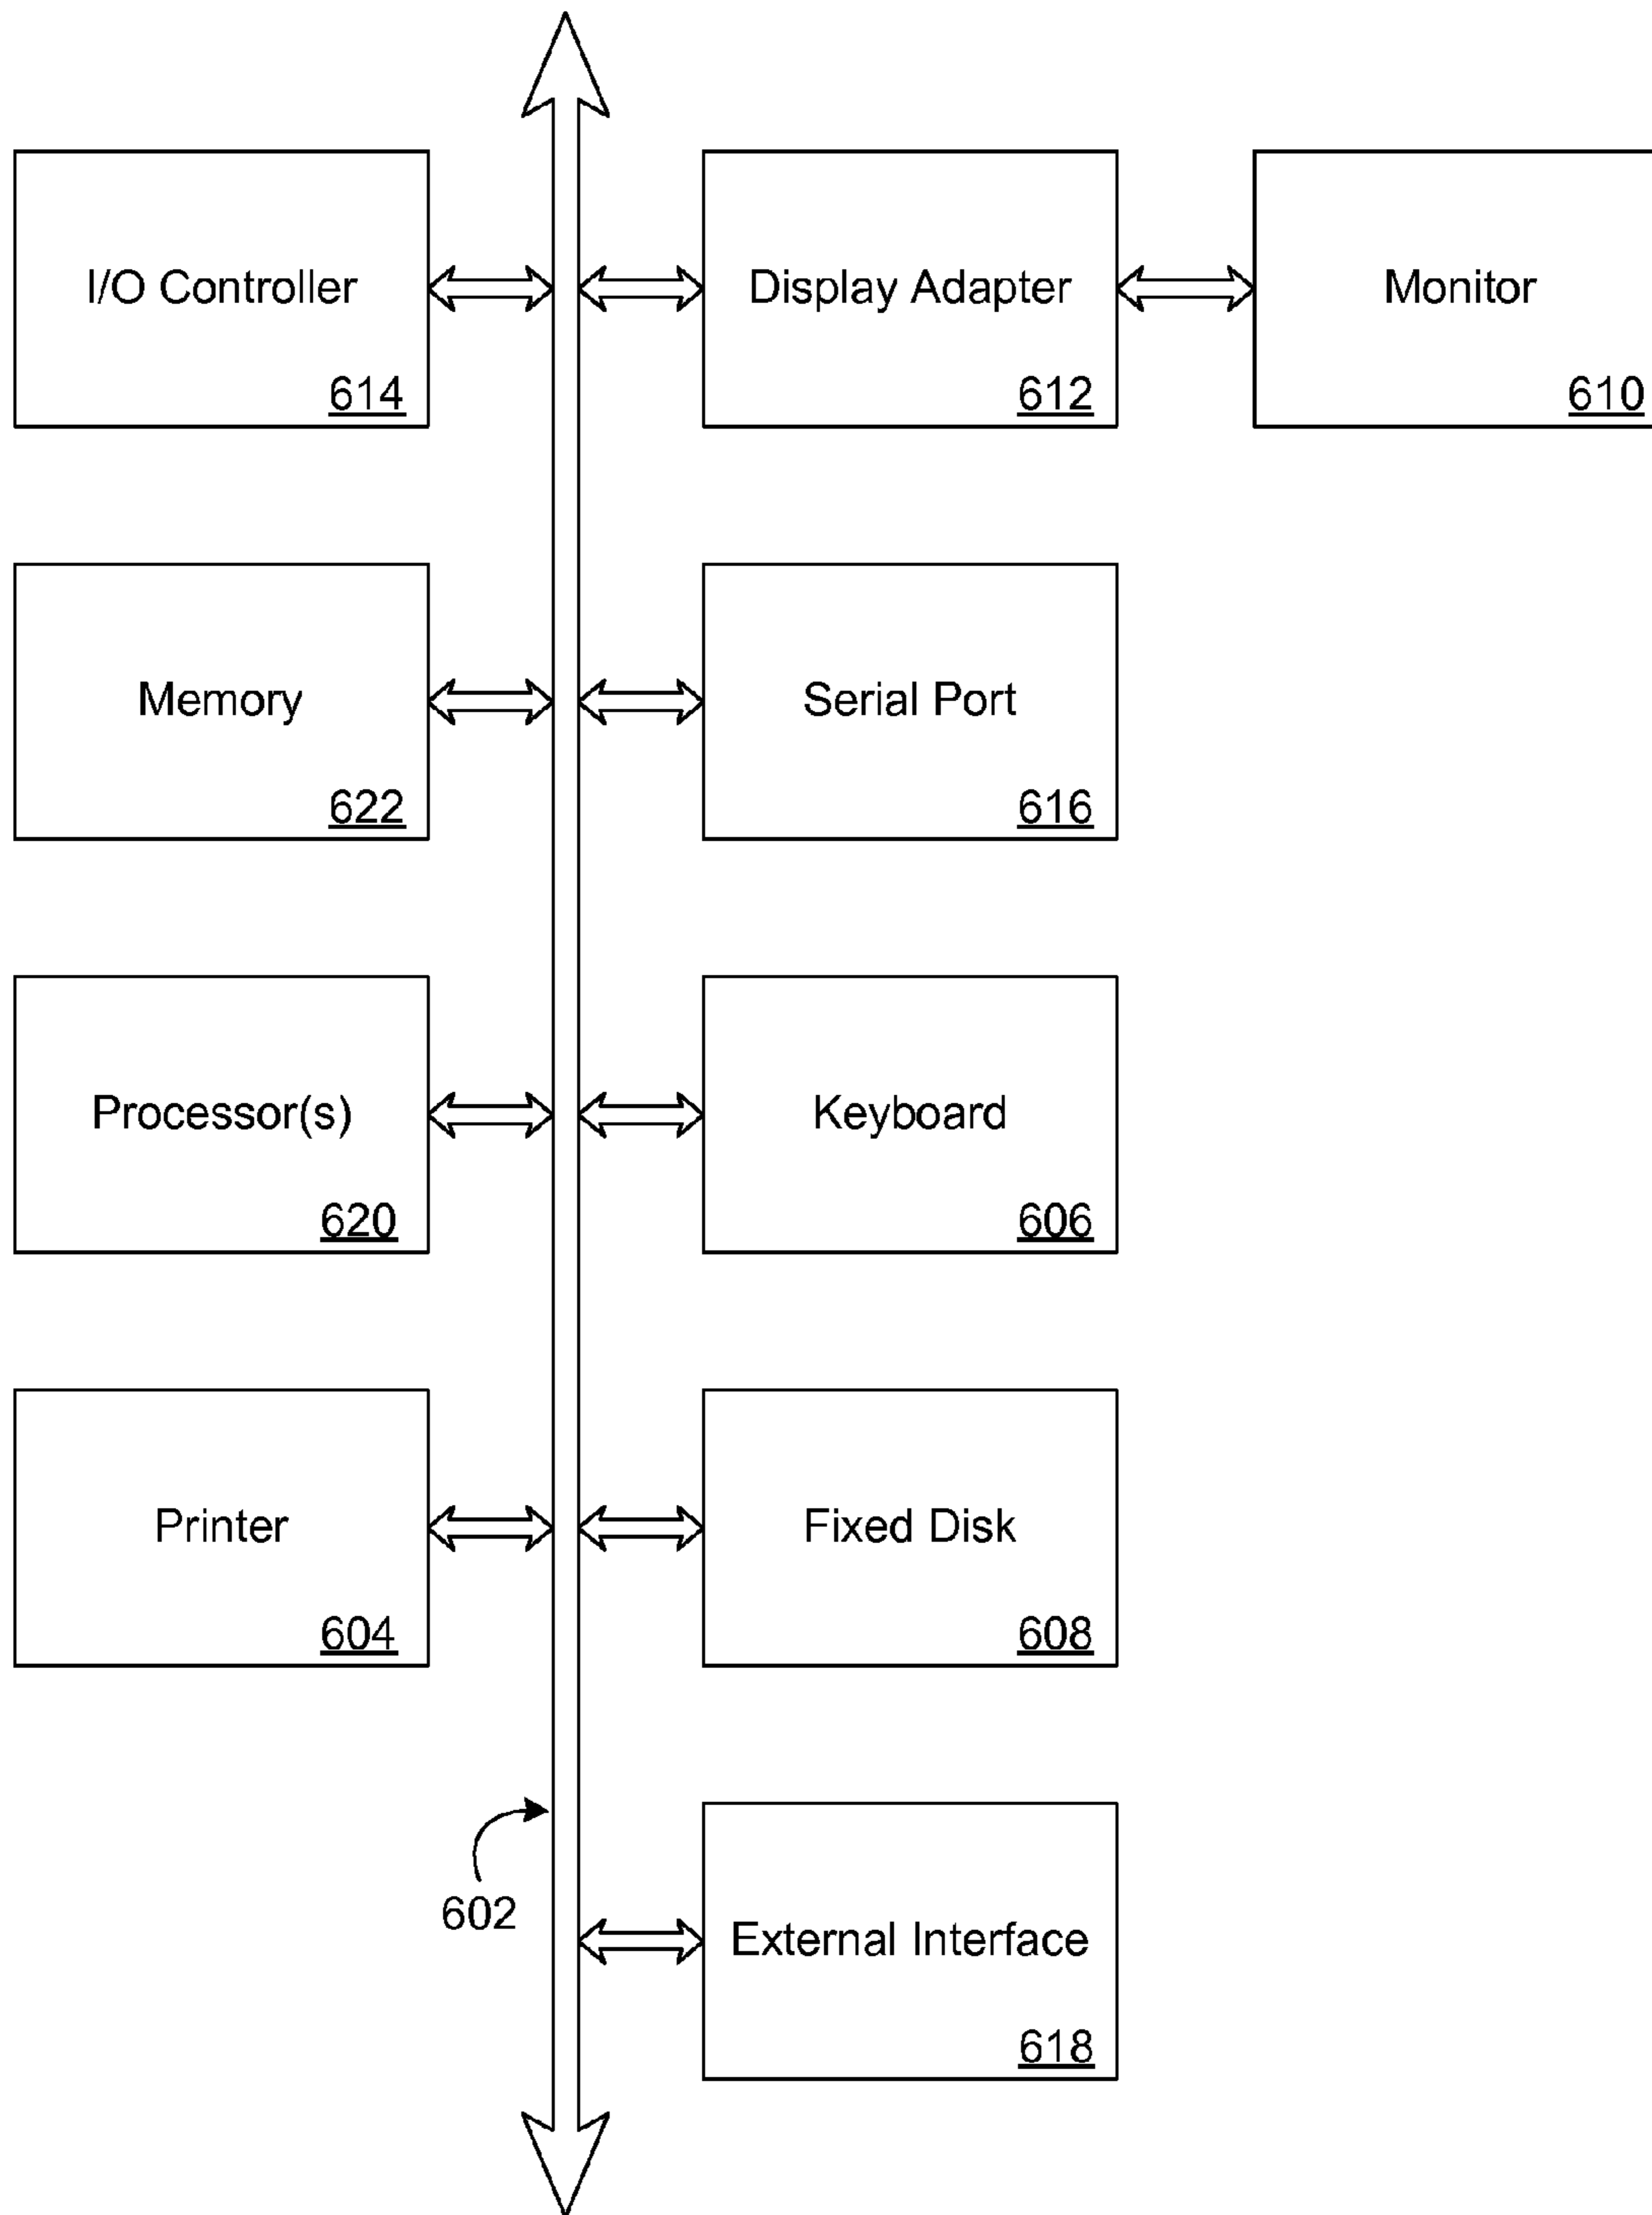 I/O Controller
614
Display Adapter
612
Monitor
610
Memory
622
Serial Port
616
Processor(s)
620
Keyboard
606
Printer
604
Fixed Disk
608
602
External Interface
618